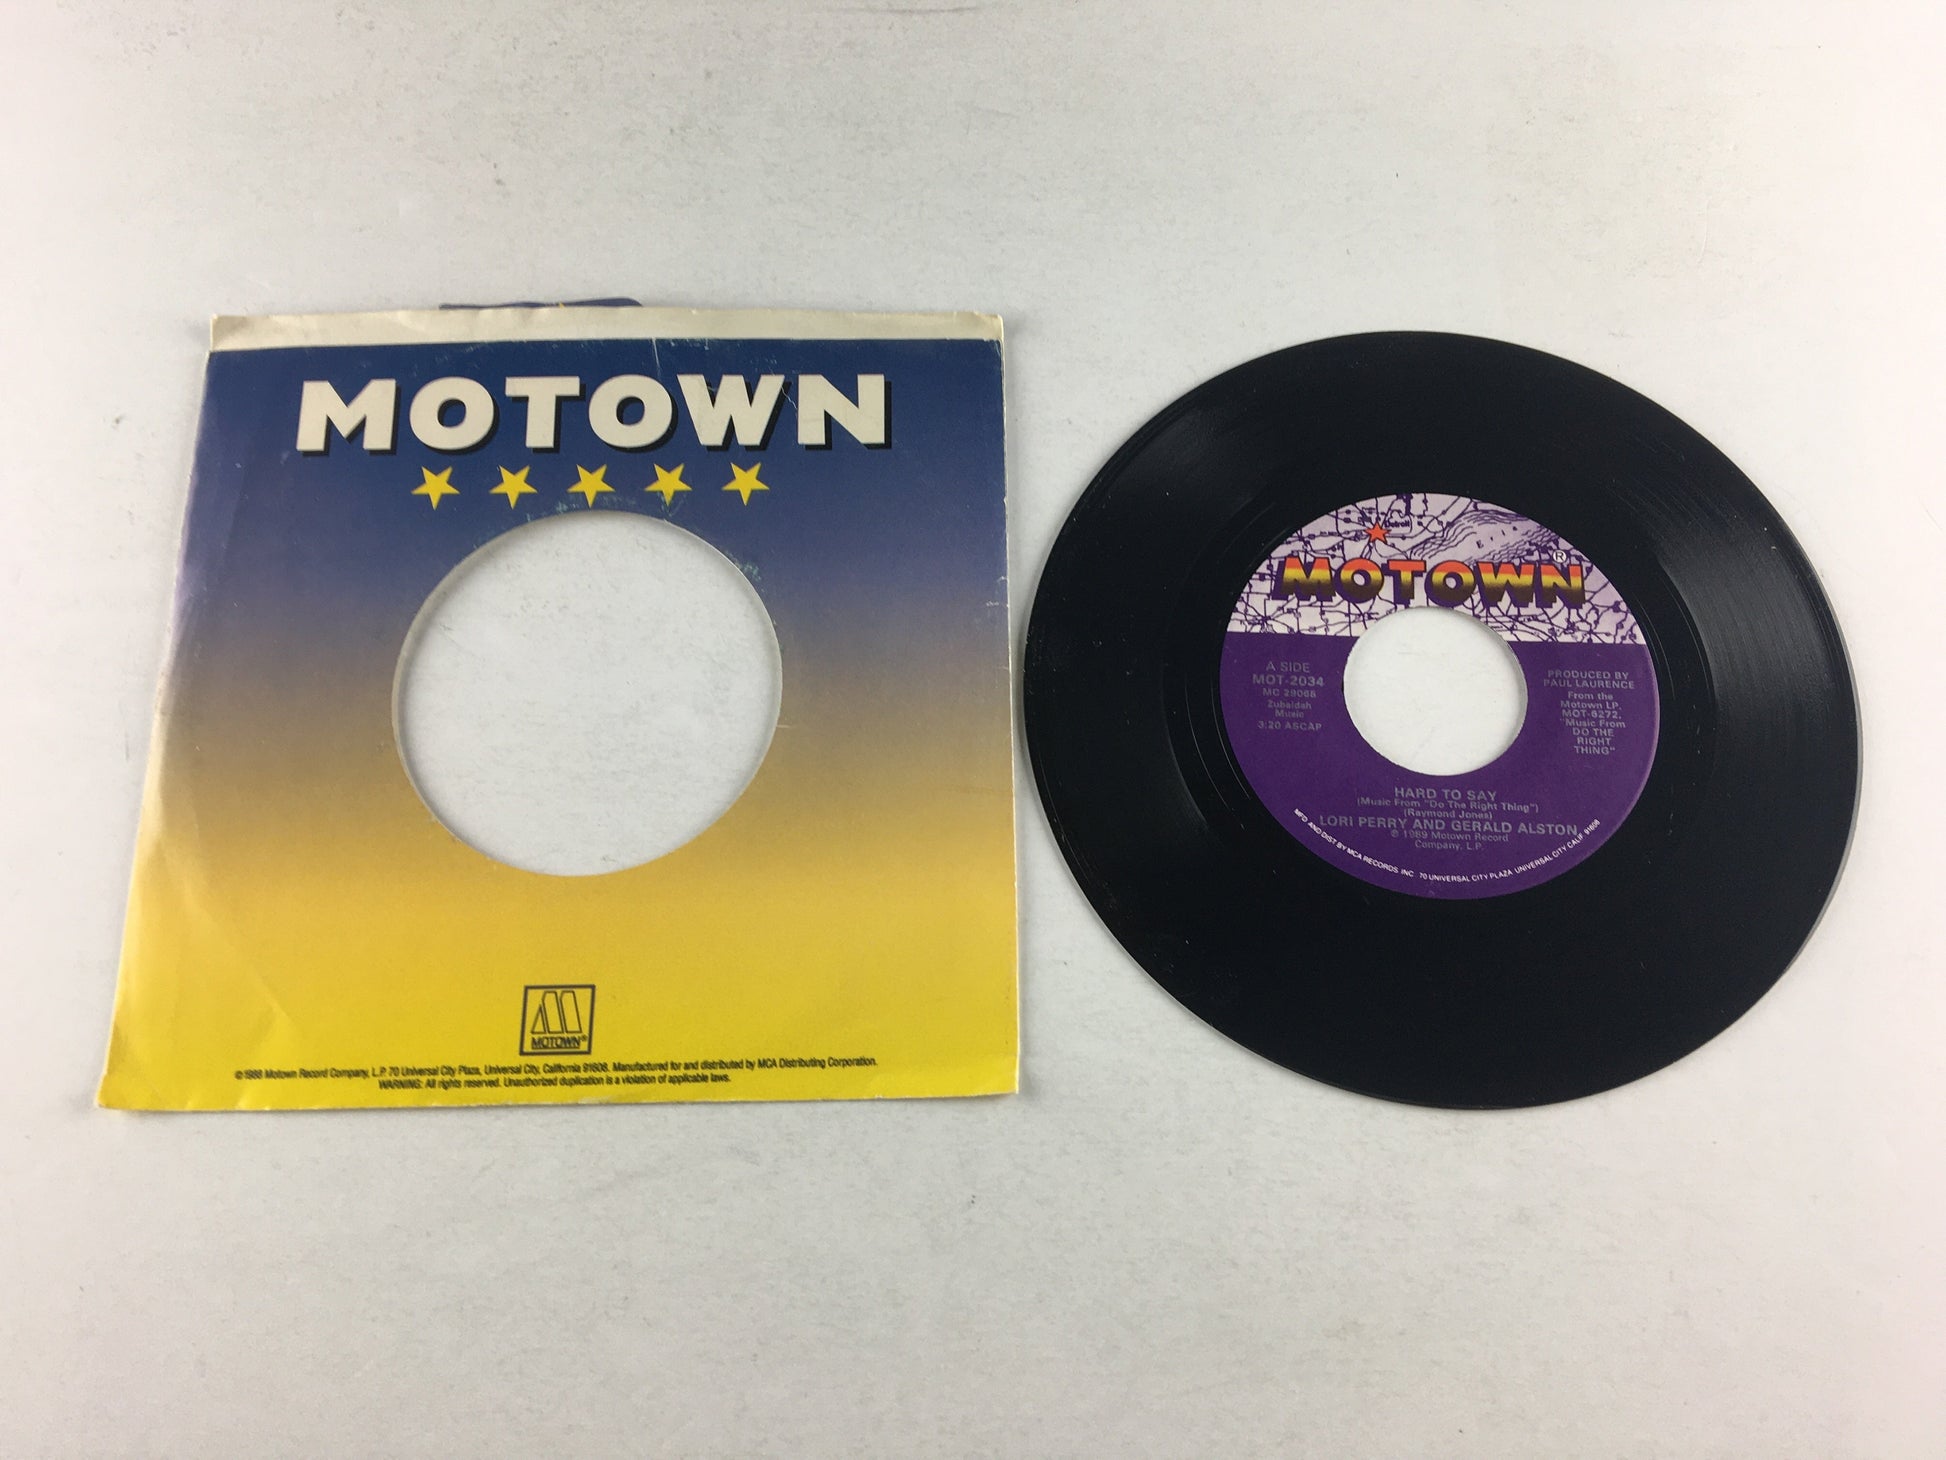 MOTOWN
MOTOWN®
©1988 Motown Record Company, L.P. 70 Universal City Plaza, Universal City, California 91608. Manufactured for and distributed by MCA Distributing Corporation.
WARNING: All rights reserved. Unauthorized duplication is a violation of applicable laws.
Detroit
ERIE
MOTOWN®
A SIDE
MOT-2034
MC 29068
Zubaidah
Music
3:20 ASCAP
PRODUCED BY
PAUL LAURENCE
From the
Motown LP.
MOT-6272,
"Music From
DO THE
RIGHT
THING"
HARD TO SAY
(Music From "Do The Right Thing")
(Raymond Jones)
LORI PERRY AND GERALD ALSTON
℗ 1989 Motown Record
Company, L.P.
MFD AND DIST BY MCA RECORDS, INC 70 UNIVERSAL CITY PLAZA UNIVERSAL CITY CALIF 91608